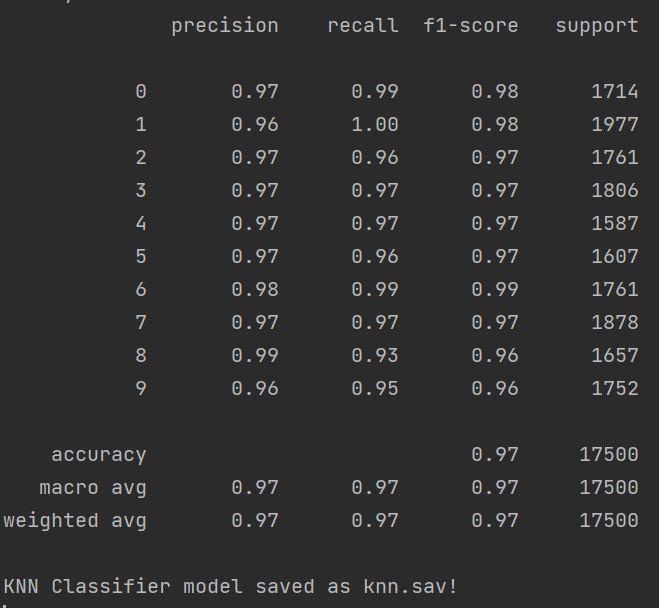 precision recall f1-score support
0 0.97 0.99 0.98 1714
1 0.96 1.00 0.98 1977
2 0.97 0.96 0.97 1761
3 0.97 0.97 0.97 1806
4 0.97 0.97 0.97 1587
5 0.97 0.96 0.97 1607
6 0.98 0.99 0.99 1761
7 0.97 0.97 0.97 1878
8 0.99 0.93 0.96 1657
9 0.96 0.95 0.96 1752
accuracy 0.97 17500
macro avg 0.97 0.97 0.97 17500
weighted avg 0.97 0.97 0.97 17500
KNN Classifier model saved as knn.sav!